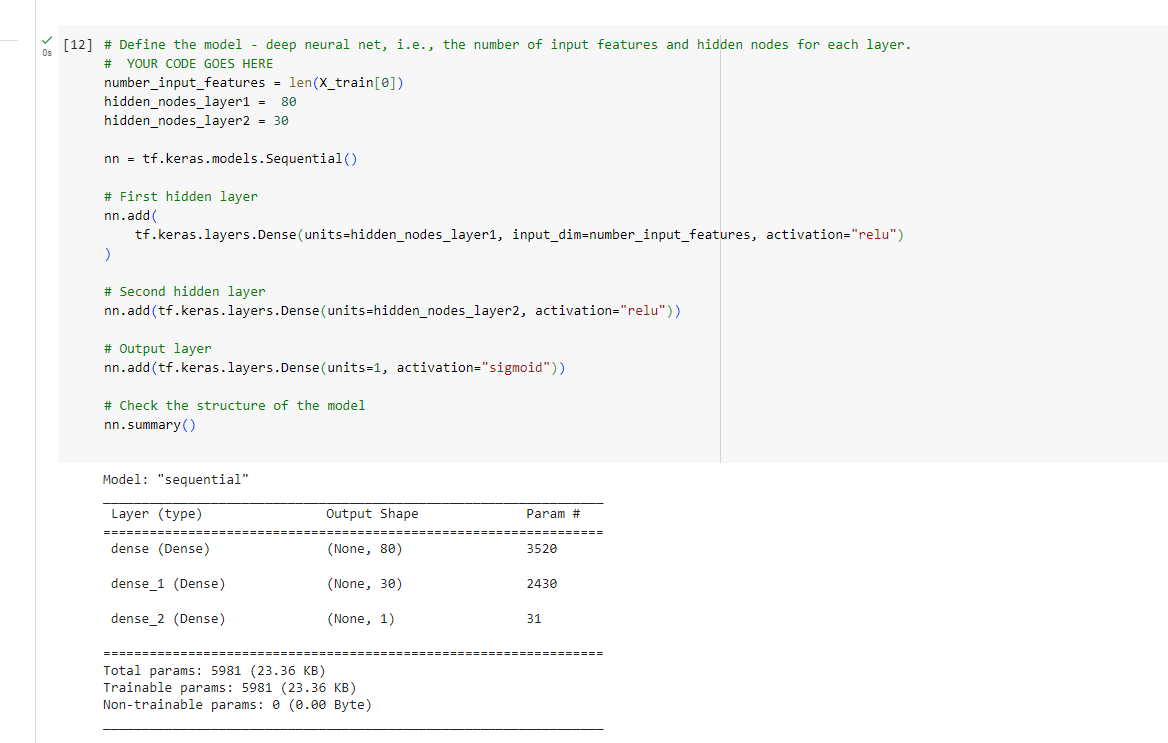 [12] # Define the model - deep neural net, i.e., the number of input features and hidden nodes for each layer.
0s
# YOUR CODE GOES HERE
number_input_features = len(X_train[0])
hidden_nodes_layer1 =  80
hidden_nodes_layer2 = 30
nn = tf.keras.models.Sequential()
# First hidden layer
nn.add(
    tf.keras.layers.Dense(units=hidden_nodes_layer1, input_dim=number_input_features, activation="relu")
)
# Second hidden layer
nn.add(tf.keras.layers.Dense(units=hidden_nodes_layer2, activation="relu"))
# Output layer
nn.add(tf.keras.layers.Dense(units=1, activation="sigmoid"))
# Check the structure of the model
nn.summary()
Model: "sequential"
Layer (type) Output Shape Param #
=================================================================
dense (Dense) (None, 80) 3520
dense_1 (Dense) (None, 30) 2430
dense_2 (Dense) (None, 1) 31
=================================================================
Total params: 5981 (23.36 KB)
Trainable params: 5981 (23.36 KB)
Non-trainable params: 0 (0.00 Byte)